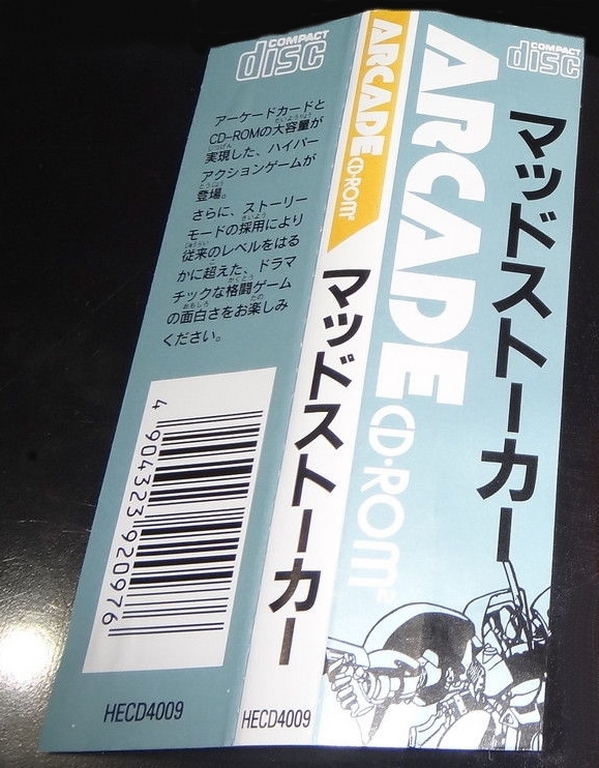 COMPACT
disc
アーケードカードと
CD-ROMの大容量が
実現した、ハイパー
アクションゲームが
登場。
さらに、ストーリー
モードの採用により
従来のレベルをはる
かに超えた、ドラマ
チックな格闘ゲーム
の面白さをお楽しみ
ください。
4 904323 920976
HECD4009
ARCADE CD-ROM²
マッドストーカー
HECD4009
COMPACT
disc
ARCADE CD-ROM²
マッドストーカー